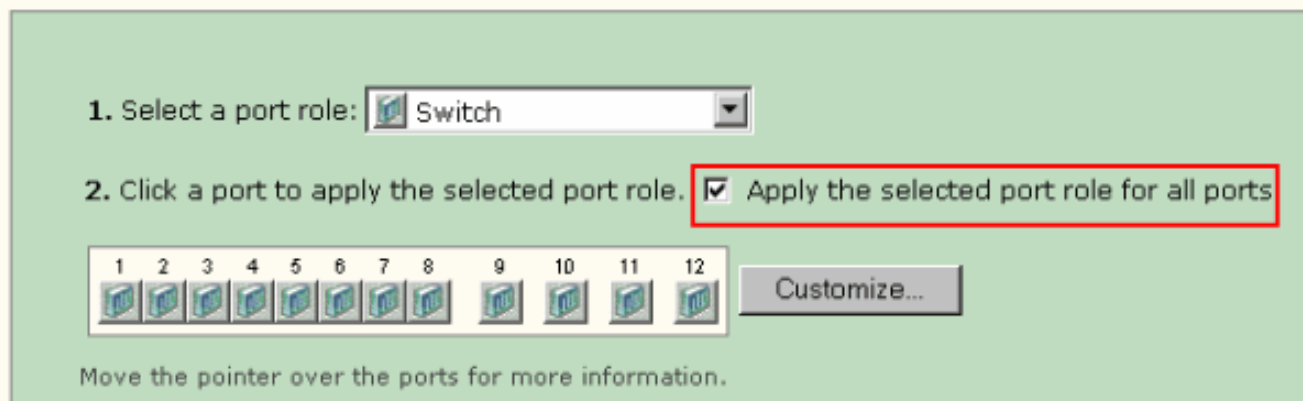 1. Select a port role: Switch
2. Click a port to apply the selected port role. Apply the selected port role for all ports
1 2 3 4 5 6 7 8 9 10 11 12
Customize...
Move the pointer over the ports for more information.